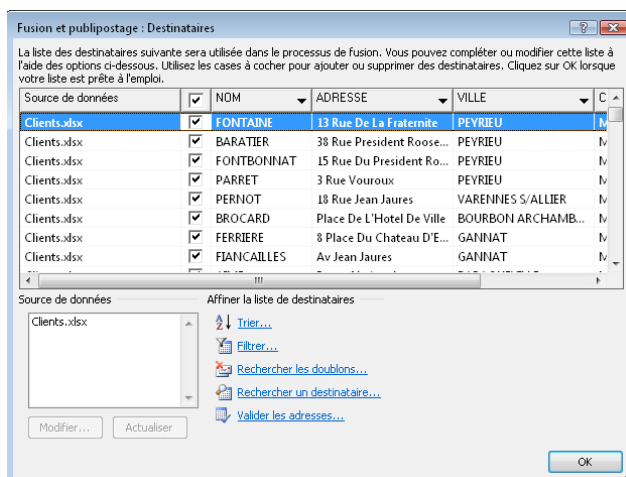 Fusion et publipostage : Destinataires
La liste des destinataires suivante sera utilisée dans le processus de fusion. Vous pouvez compléter ou modifier cette liste à
l'aide des options ci-dessous. Utilisez les cases à cocher pour ajouter ou supprimer des destinataires. Cliquez sur OK lorsque
votre liste est prête à l'emploi.
Source de données NOM ADRESSE VILLE C
Clients.xlsx FONTAINE 13 Rue De La Fraternite PEYRIEU M
Clients.xlsx BARATIER 38 Rue President Roose... PEYRIEU M
Clients.xlsx FONTBONNAT 15 Rue Du President Ro... PEYRIEU M
Clients.xlsx PARRET 3 Rue Vouroux PEYRIEU M
Clients.xlsx PERNOT 18 Rue Jean Jaures VARENNES S/ALLIER M
Clients.xlsx BROCARD Place De L'Hotel De Ville BOURBON ARCHAMB... M
Clients.xlsx FERRIERE 8 Place Du Chateau D'E... GANNAT M
Clients.xlsx FIANCAILLES Av Jean Jaures GANNAT M
Source de données Affiner la liste de destinataires
Clients.xlsx
Trier...
Filtrer...
Rechercher les doublons...
Rechercher un destinataire...
Valider les adresses...
Modifier... Actualiser
OK